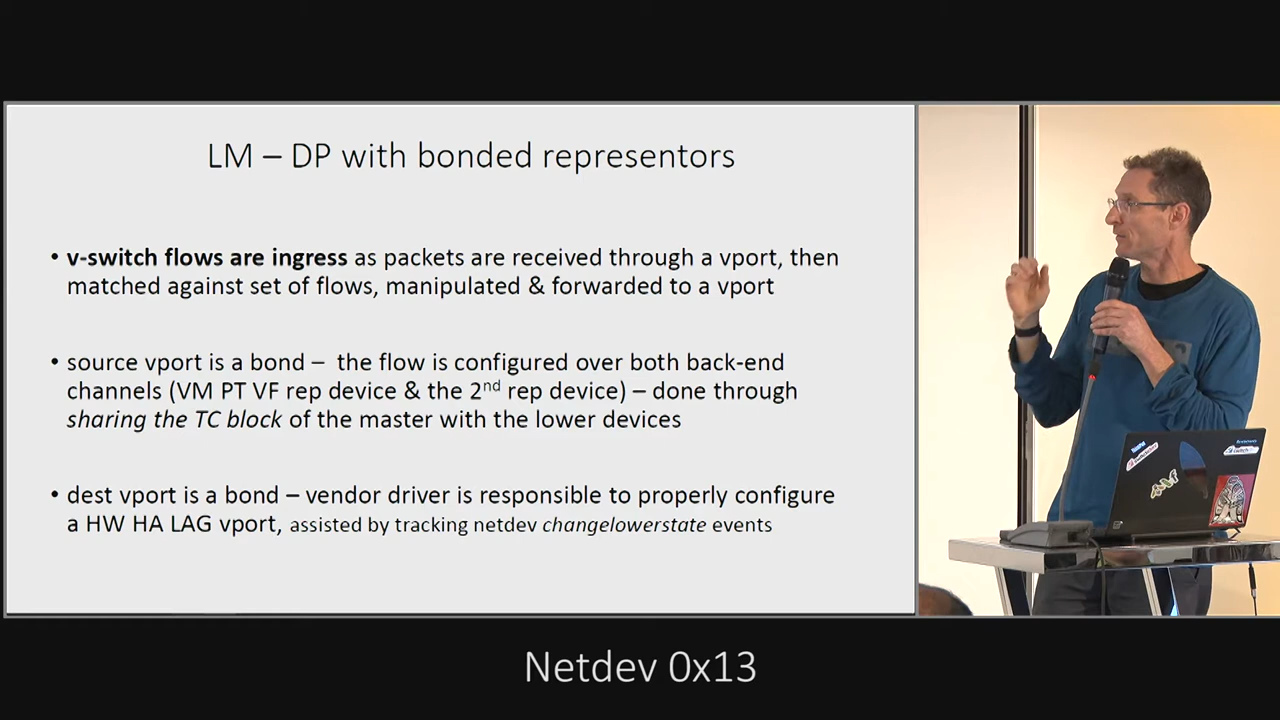 LM – DP with bonded representors
• v-switch flows are ingress as packets are received through a vport, then
matched against set of flows, manipulated & forwarded to a vport
• source vport is a bond – the flow is configured over both back-end
channels (VM PT VF rep device & the 2nd rep device) – done through
sharing the TC block of the master with the lower devices
• dest vport is a bond – vendor driver is responsible to properly configure
a HW HA LAG vport, assisted by tracking netdev changelowerstate events
Netdev 0x13